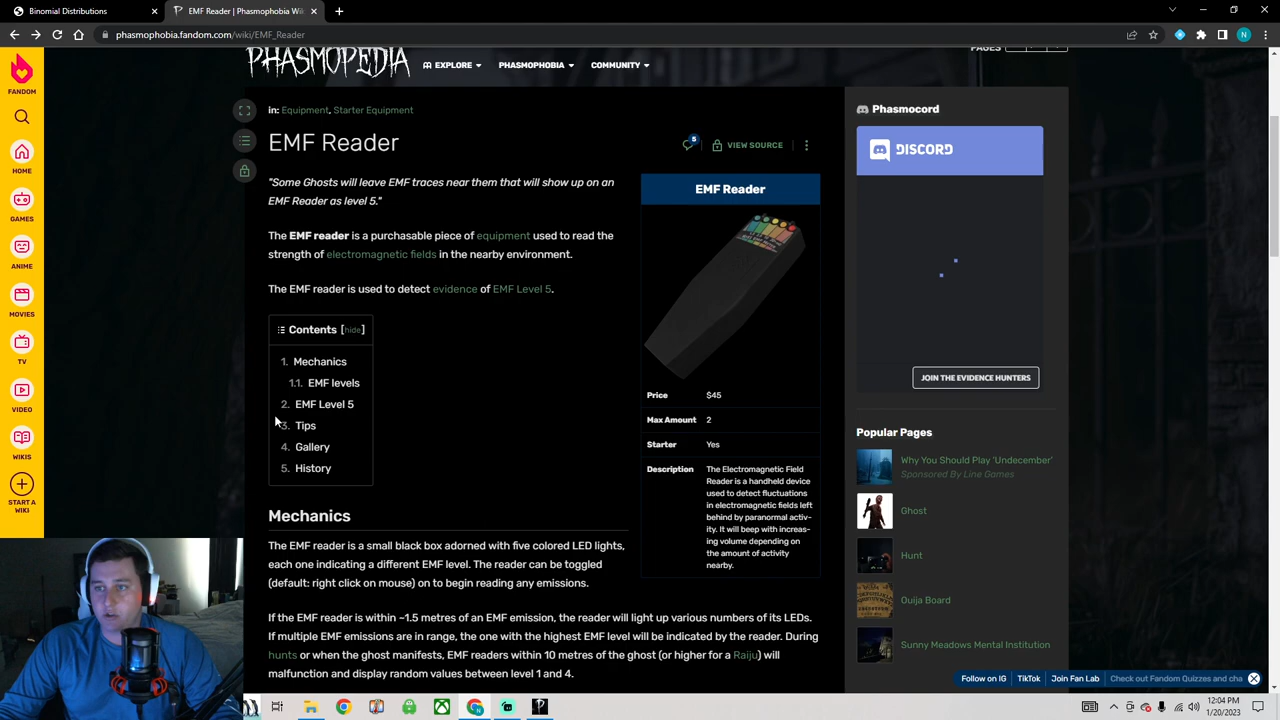 Binomial Distribution
Phasmophobia EMF Reader | Phasmophobia Wi
phasmophobia.fandom.com/wiki/EMF_Reader
N
PHASMOPEDIA
EXPLORE
PHASMOPHOBIA
COMMUNITY
PAGES
FANDOM
HOME
GAMES
ANIME
MOVIES
TV
VIDEO
WIKIS
START A
WIKI
in: Equipment, Starter Equipment
EMF Reader
5
VIEW SOURCE
"Some Ghosts will leave EMF traces near them that will show up on an
EMF Reader as level 5."
The EMF reader is a purchasable piece of equipment used to read the
strength of electromagnetic fields in the nearby environment.
The EMF reader is used to detect evidence of EMF Level 5.
Contents [hide]
1. Mechanics
1.1. EMF levels
2. EMF Level 5
3. Tips
4. Gallery
5. History
Mechanics
The EMF reader is a small black box adorned with five colored LED lights,
each one indicating a different EMF level. The reader can be toggled
(default: right click on mouse) on to begin reading any emissions.
If the EMF reader is within ~1.5 metres of an EMF emission, the reader will light up various numbers of its LEDs.
If multiple EMF emissions are in range, the one with the highest EMF level will be indicated by the reader. During
hunts or when the ghost manifests, EMF readers within 10 metres of the ghost (or higher for a Raiju) will
malfunction and display random values between level 1 and 4.
EMF Reader
Price $45
Max Amount 2
Starter Yes
Description The Electromagnetic Field
Reader is a handheld device
used to detect fluctuations
in electromagnetic fields left
behind by paranormal activ-
ity. It will beep with increas-
ing volume depending on
the amount of activity
nearby.
Phasmocord
DISCORD
JOIN THE EVIDENCE HUNTERS
Popular Pages
Why You Should Play 'Undecember'
Sponsored By Line Games
Ghost
Hunt
Ouija Board
Sunny Meadows Mental Institution
Follow on IG
TikTok
Join Fan Lab
Check out Fandom Quizzes and cha
12:04 PM
1/20/2023